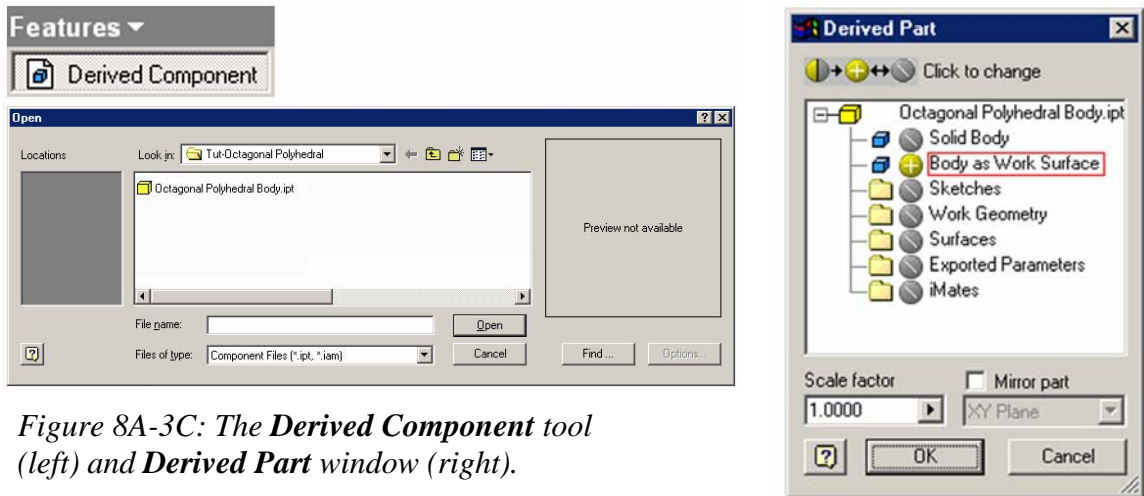 Features
Derived Component
Open
Locations
Look in: Tut-Octagonal Polyhedral
Octagonal Polyhedral Body.ipt
Preview not available
File name:
Open
Files of type: Component Files (*.ipt, *.iam)
Cancel
Find ...
Options...
Figure 8A-3C: The Derived Component tool
(left) and Derived Part window (right).
Derived Part
Click to change
Octagonal Polyhedral Body.ipt
Solid Body
Body as Work Surface
Sketches
Work Geometry
Surfaces
Exported Parameters
iMates
Scale factor
Mirror part
1.0000
XY Plane
OK
Cancel